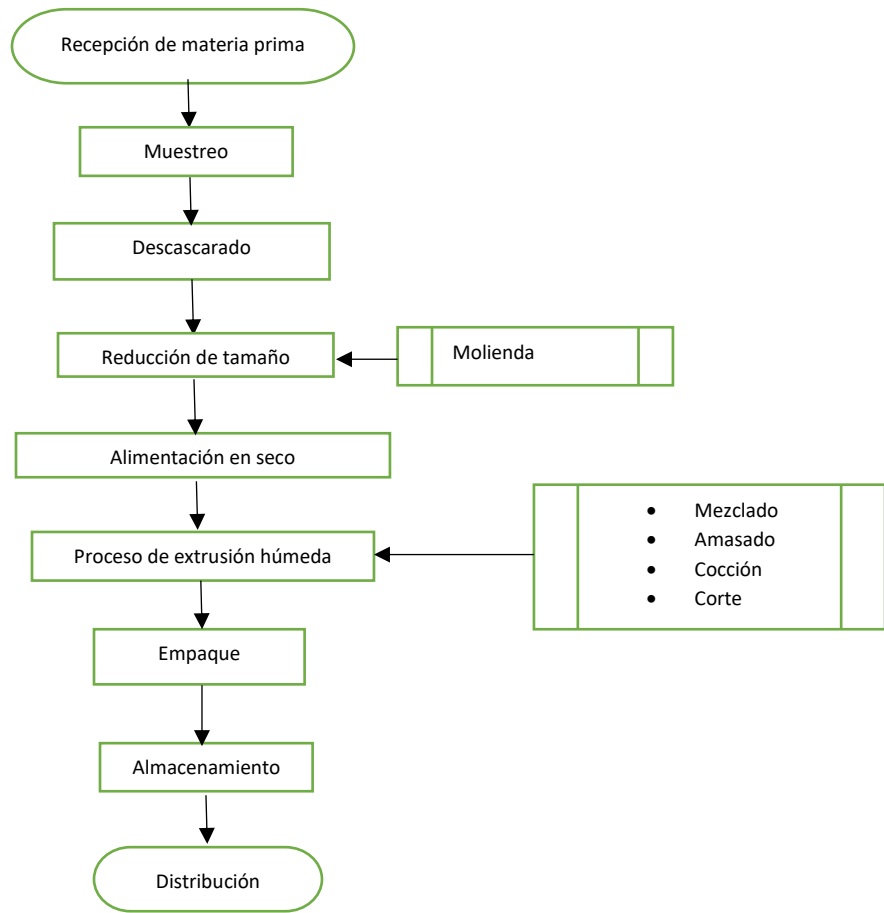 Recepción de materia prima
Muestreo
Descascarado
Reducción de tamaño
Molienda
Alimentación en seco
Proceso de extrusión húmeda
• Mezclado
• Amasado
• Cocción
• Corte
Empaque
Almacenamiento
Distribución